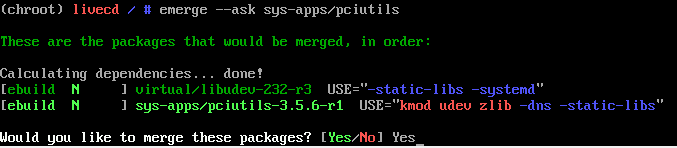 (chroot) livecd / # emerge --ask sys-apps/pciutils
These are the packages that would be merged, in order:
Calculating dependencies... done!
[ebuild  N     ] virtual/libudev-232-r3  USE="-static-libs -systemd"
[ebuild  N     ] sys-apps/pciutils-3.5.6-r1  USE="kmod udev zlib -dns -static-libs"
Would you like to merge these packages? [Yes/No] Yes_